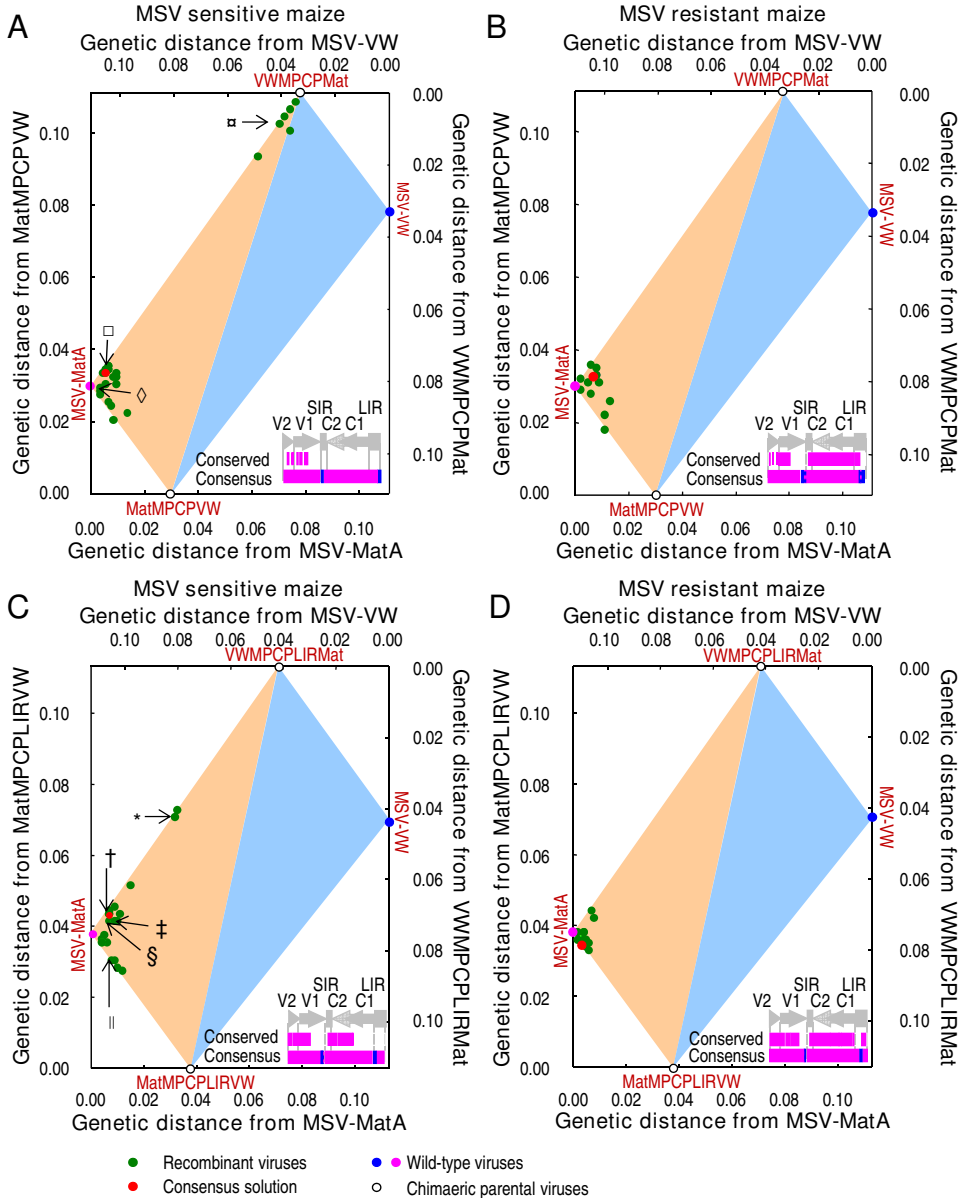 A
MSV sensitive maize
Genetic distance from MSV-VW
0.10 0.08 0.06 0.04 0.02 0.00
VWMPCPMat
Genetic distance from MatMPCPVW
0.10
0.08
0.06
0.04
0.02
0.00
¤
□
◊
MSV-MatA
MSV-VW
0.00
0.02
0.04
0.06
0.08
0.10
Genetic distance from VWMPCPMat
SIR LIR
V2 V1 C2 C1
Conserved
Consensus
MatMPCPVW
0.00 0.02 0.04 0.06 0.08 0.10
Genetic distance from MSV-MatA
B
MSV resistant maize
Genetic distance from MSV-VW
0.10 0.08 0.06 0.04 0.02 0.00
VWMPCPMat
Genetic distance from MatMPCPVW
0.10
0.08
0.06
0.04
0.02
0.00
MSV-MatA
MSV-VW
0.00
0.02
0.04
0.06
0.08
0.10
Genetic distance from VWMPCPMat
SIR LIR
V2 V1 C2 C1
Conserved
Consensus
MatMPCPVW
0.00 0.02 0.04 0.06 0.08 0.10
Genetic distance from MSV-MatA
C
MSV sensitive maize
Genetic distance from MSV-VW
0.10 0.08 0.06 0.04 0.02 0.00
VWMPCPLIRMat
Genetic distance from MatMPCPLIRVW
0.10
0.08
0.06
0.04
0.02
0.00
*
†
‡
§
॥
MSV-MatA
MSV-VW
0.00
0.02
0.04
0.06
0.08
0.10
Genetic distance from VWMPCPLIRMat
SIR LIR
V2 V1 C2 C1
Conserved
Consensus
MatMPCPLIRVW
0.00 0.02 0.04 0.06 0.08 0.10
Genetic distance from MSV-MatA
D
MSV resistant maize
Genetic distance from MSV-VW
0.10 0.08 0.06 0.04 0.02 0.00
VWMPCPLIRMat
Genetic distance from MatMPCPLIRVW
0.10
0.08
0.06
0.04
0.02
0.00
MSV-MatA
MSV-VW
0.00
0.02
0.04
0.06
0.08
0.10
Genetic distance from VWMPCPLIRMat
SIR LIR
V2 V1 C2 C1
Conserved
Consensus
MatMPCPLIRVW
0.00 0.02 0.04 0.06 0.08 0.10
Genetic distance from MSV-MatA
Recombinant viruses
Consensus solution
Wild-type viruses
Chimaeric parental viruses